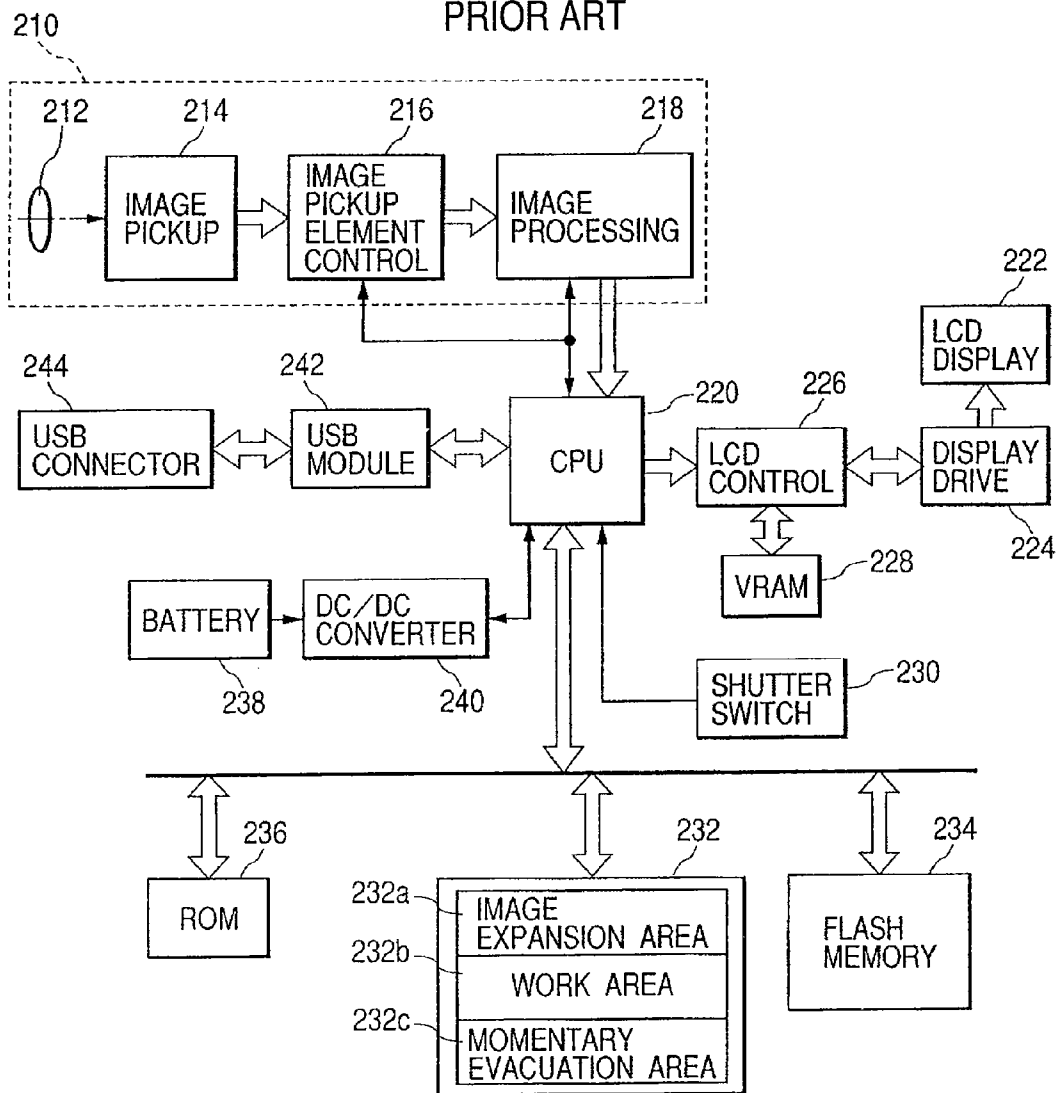 PRIOR ART
210
212
214
216
218
IMAGE
PICKUP
IMAGE
PICKUP
ELEMENT
CONTROL
IMAGE
PROCESSING
222
LCD
DISPLAY
244
242
220
226
USB
CONNECTOR
USB
MODULE
CPU
LCD
CONTROL
DISPLAY
DRIVE
224
VRAM
228
BATTERY
238
DC/DC
CONVERTER
240
SHUTTER
SWITCH
230
236
232
234
ROM
232a
IMAGE
EXPANSION AREA
232b
WORK AREA
232c
MOMENTARY
EVACUATION AREA
FLASH
MEMORY